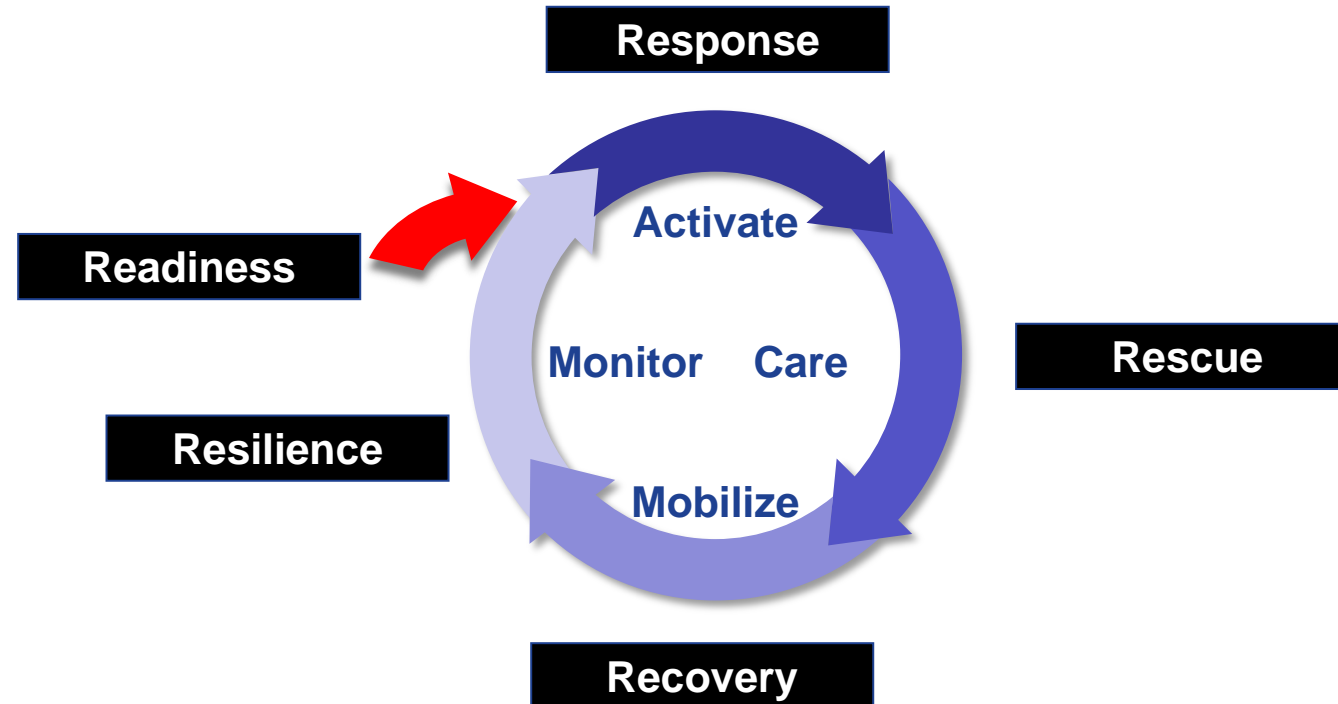 Response
Activate
Readiness
Monitor Care
Rescue
Resilience
Mobilize
Recovery